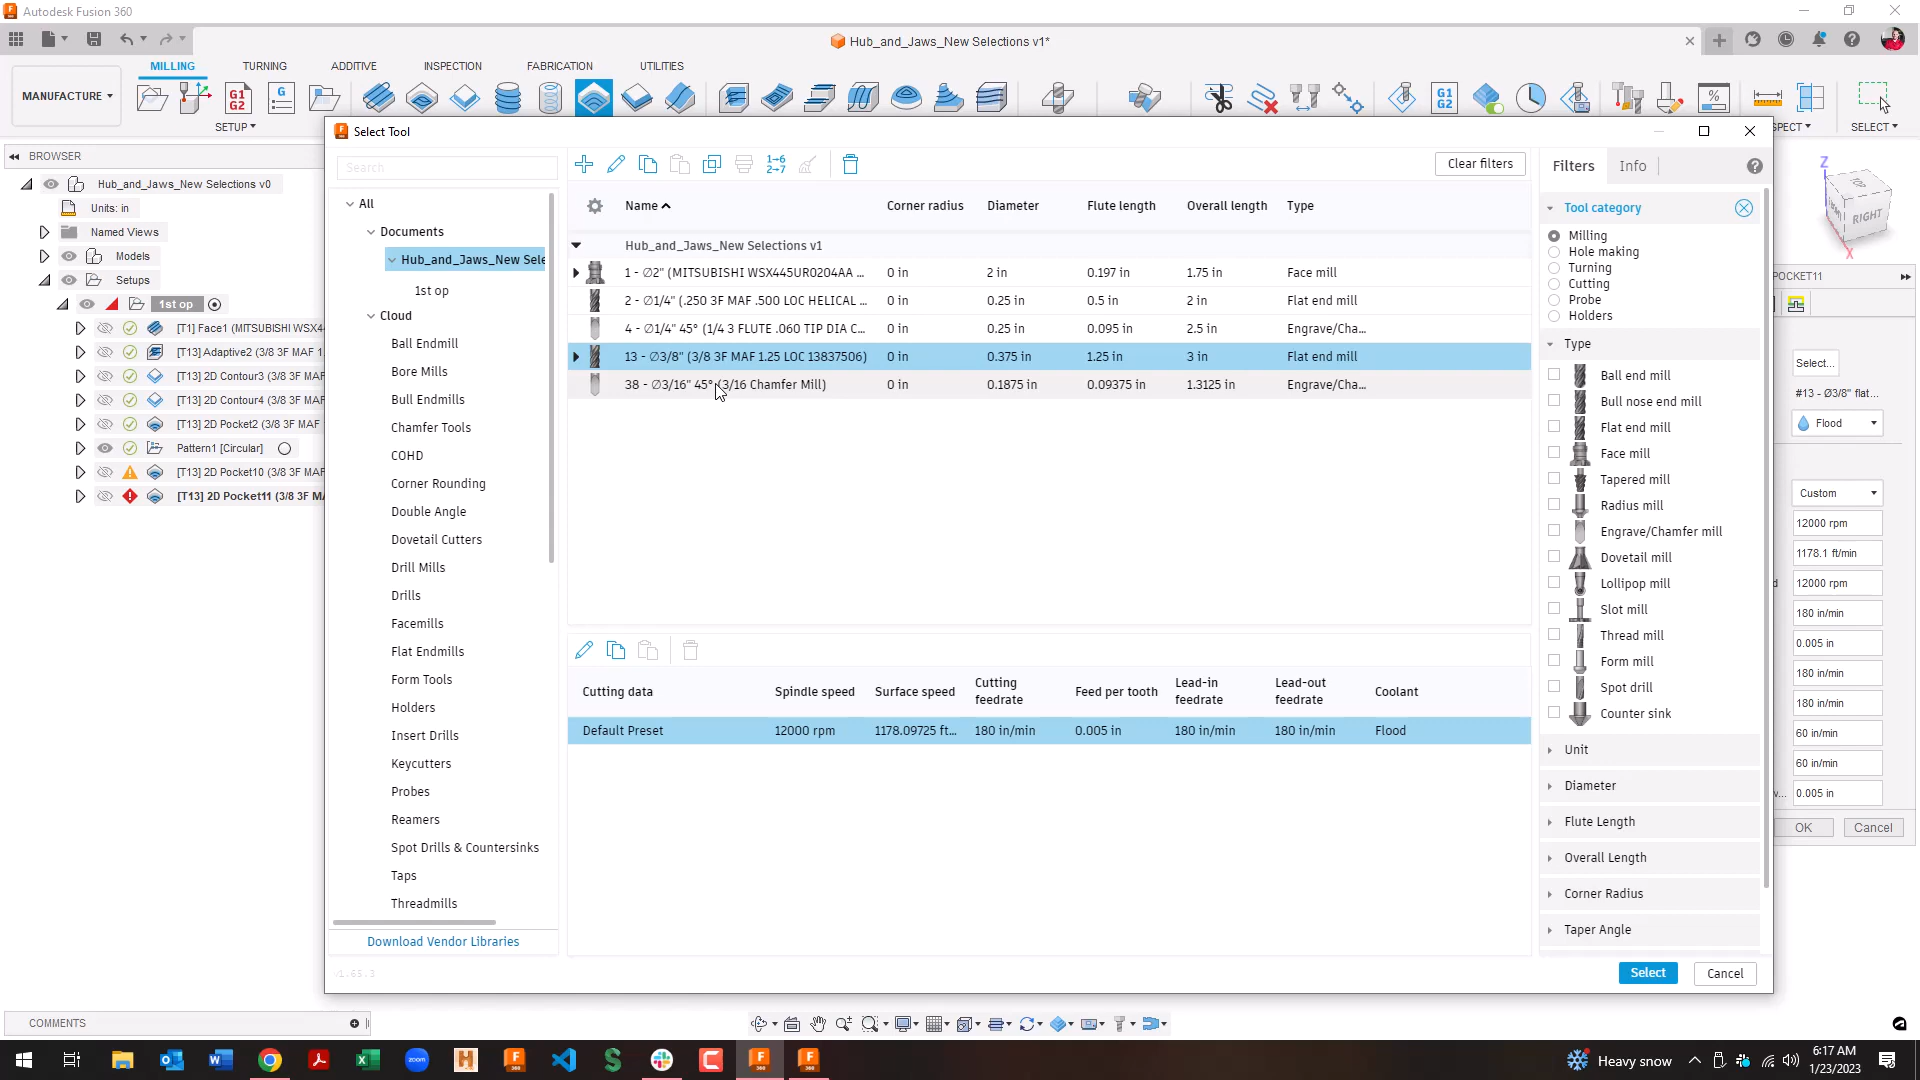 Autodesk Fusion 360
Hub_and_Jaws_New Selections v1*
MILLING TURNING ADDITIVE INSPECTION FABRICATION UTILITIES
MANUFACTURE
G1 G2 G G1 G2 %
SETUP SPECT SELECT
Select Tool
BROWSER
Hub_and_Jaws_New Selections v0
Units: in
Named Views
Models
Setups
1st op
[T1] Face1 (MITSUBISHI WSX4
[T13] Adaptive2 (3/8 3F MAF 1.
[T13] 2D Contour3 (3/8 3F MAF
[T13] 2D Contour4 (3/8 3F MAF
[T13] 2D Pocket2 (3/8 3F MAF
Pattern1 [Circular]
[T13] 2D Pocket10 (3/8 3F MAF
[T13] 2D Pocket11 (3/8 3F M
Search
All
Documents
Hub_and_Jaws_New Sele
1st op
Cloud
Ball Endmill
Bore Mills
Bull Endmills
Chamfer Tools
COHD
Corner Rounding
Double Angle
Dovetail Cutters
Drill Mills
Drills
Facemills
Flat Endmills
Form Tools
Holders
Insert Drills
Keycutters
Probes
Reamers
Spot Drills & Countersinks
Taps
Threadmills
Download Vendor Libraries
v1.65.3
1→6
2→7
Clear filters
Name Corner radius Diameter Flute length Overall length Type
Hub_and_Jaws_New Selections v1
1 - ∅2" (MITSUBISHI WSX445UR0204AA ... 0 in 2 in 0.197 in 1.75 in Face mill
2 - ∅1/4" (.250 3F MAF .500 LOC HELICAL ... 0 in 0.25 in 0.5 in 2 in Flat end mill
4 - ∅1/4" 45° (1/4 3 FLUTE .060 TIP DIA C... 0 in 0.25 in 0.095 in 2.5 in Engrave/Cha...
13 - ∅3/8" (3/8 3F MAF 1.25 LOC 13837506) 0 in 0.375 in 1.25 in 3 in Flat end mill
38 - ∅3/16" 45° (3/16 Chamfer Mill) 0 in 0.1875 in 0.09375 in 1.3125 in Engrave/Cha...
Cutting data Spindle speed Surface speed Cutting feedrate Feed per tooth Lead-in feedrate Lead-out feedrate Coolant
Default Preset 12000 rpm 1178.09725 ft... 180 in/min 0.005 in 180 in/min 180 in/min Flood
Filters Info
Tool category
Milling
Hole making
Turning
Cutting
Probe
Holders
Type
Ball end mill
Bull nose end mill
Flat end mill
Face mill
Tapered mill
Radius mill
Engrave/Chamfer mill
Dovetail mill
Lollipop mill
Slot mill
Thread mill
Form mill
Spot drill
Counter sink
Unit
Diameter
Flute Length
Overall Length
Corner Radius
Taper Angle
Select Cancel
Z
TOP
RIGHT
X
POCKET11
Select...
#13 - Ø3/8" flat...
Flood
Custom
12000 rpm
1178.1 ft/min
12000 rpm
180 in/min
0.005 in
180 in/min
180 in/min
60 in/min
60 in/min
0.005 in
OK Cancel
COMMENTS
Heavy snow
6:17 AM
1/23/2023